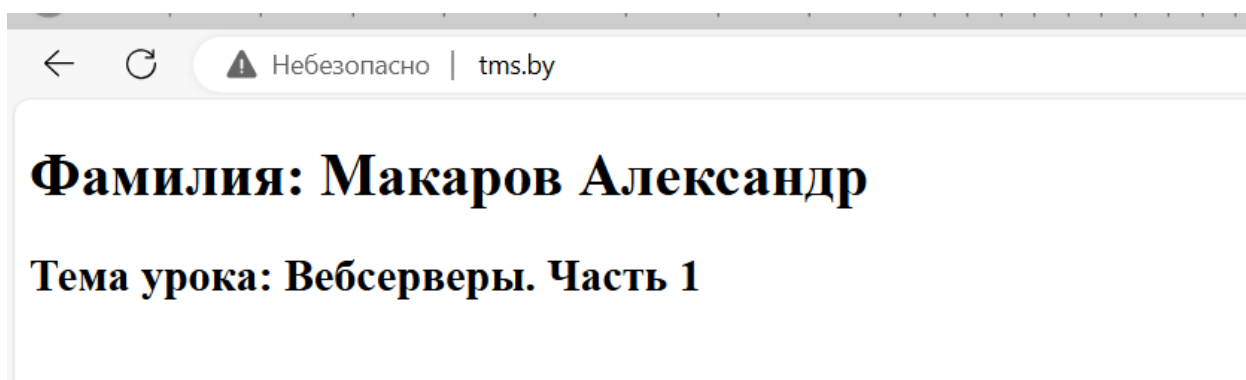 Небезопасно | tms.by
Фамилия: Макаров Александр
Тема урока: Вебсерверы. Часть 1